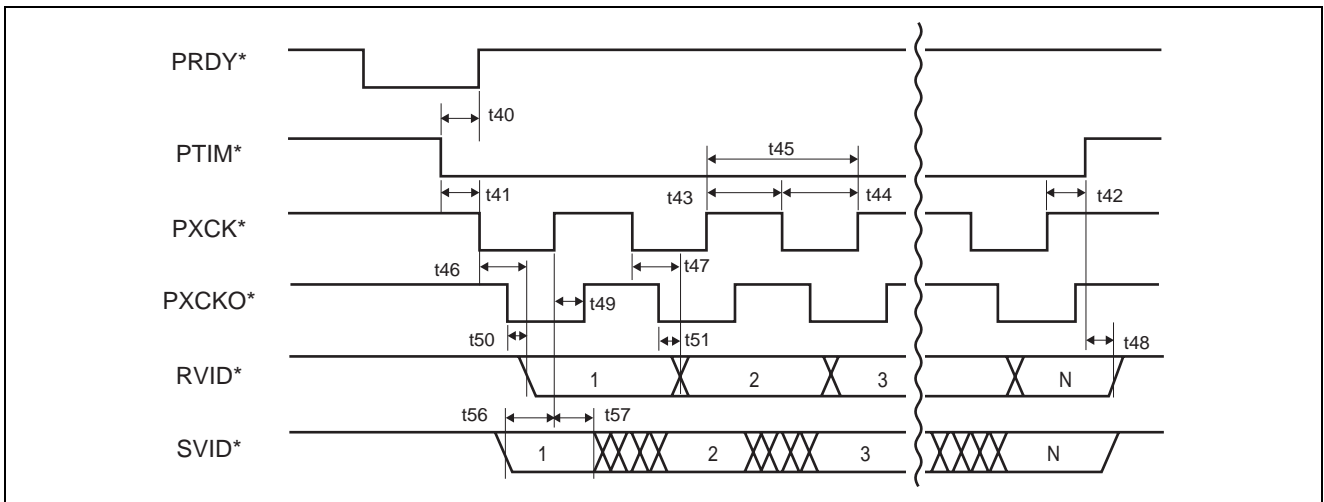 PRDY*
t40
PTIM*
t45
t41
t43
t44
t42
PXCK*
t46
t47
PXCKO*
t49
t50
t51
t48
RVID*
1
2
3
N
t56
t57
SVID*
1
2
3
N